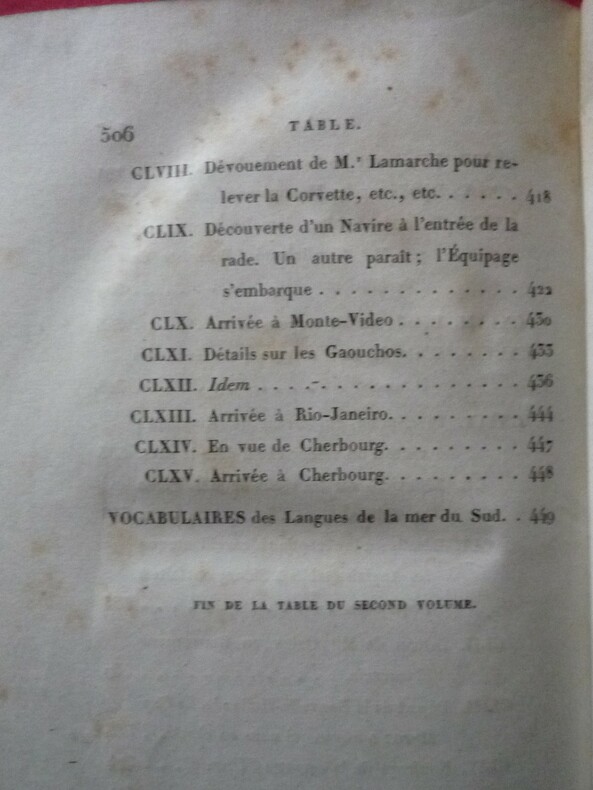 506
TABLE.
CLVIII. Dévouement de M.r Lamarche pour re-
lever la Corvette, etc., etc. . . . . . 418
CLIX. Découverte d'un Navire à l'entrée de la
rade. Un autre paraît; l'Équipage
s'embarque . . . . . . . . . . . . . 422
CLX. Arrivée à Monte-Video . . . . . . . . 430
CLXI. Détails sur les Gaouchos. . . . . . . . 433
CLXII. Idem . . . . . . . . . . . . . . . . 436
CLXIII. Arrivée à Rio-Janeiro. . . . . . . . . 444
CLXIV. En vue de Cherbourg. . . . . . . . . 447
CLXV. Arrivée à Cherbourg. . . . . . . . . 448
VOCABULAIRES des Langues de la mer du Sud. . 449
FIN DE LA TABLE DU SECOND VOLUME.